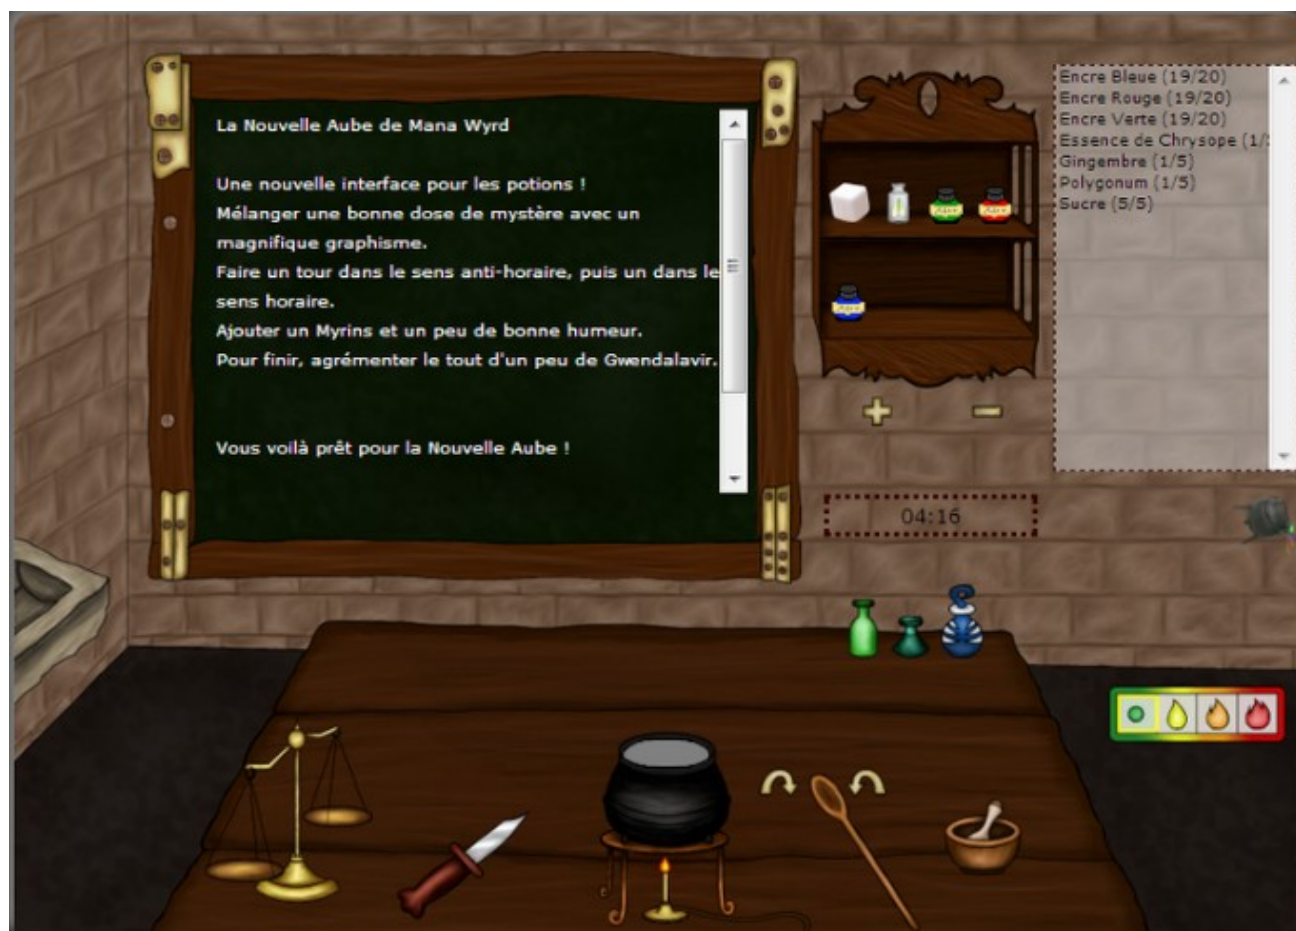 La Nouvelle Aube de Mana Wyrd
Une nouvelle interface pour les potions !
Mélanger une bonne dose de mystère avec un
magnifique graphisme.
Faire un tour dans le sens anti-horaire, puis un dans le
sens horaire.
Ajouter un Myrins et un peu de bonne humeur.
Pour finir, agrémenter le tout d'un peu de Gwendalavir.
Vous voilà prêt pour la Nouvelle Aube !
Encre Bleue (19/20)
Encre Rouge (19/20)
Encre Verte (19/20)
Essence de Chrysope (1/
Gingembre (1/5)
Polygonum (1/5)
Sucre (5/5)
04:16